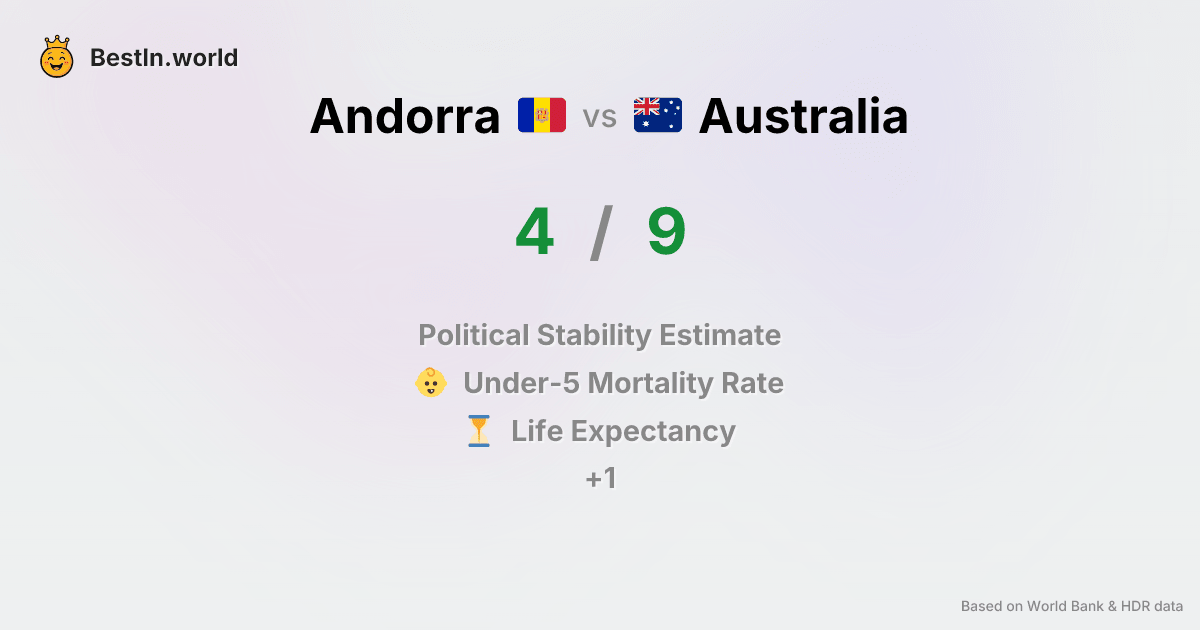 BestIn.world
Andorra vs Australia
4 / 9
Political Stability Estimate
Under-5 Mortality Rate
Life Expectancy
+1
Based on World Bank & HDR data